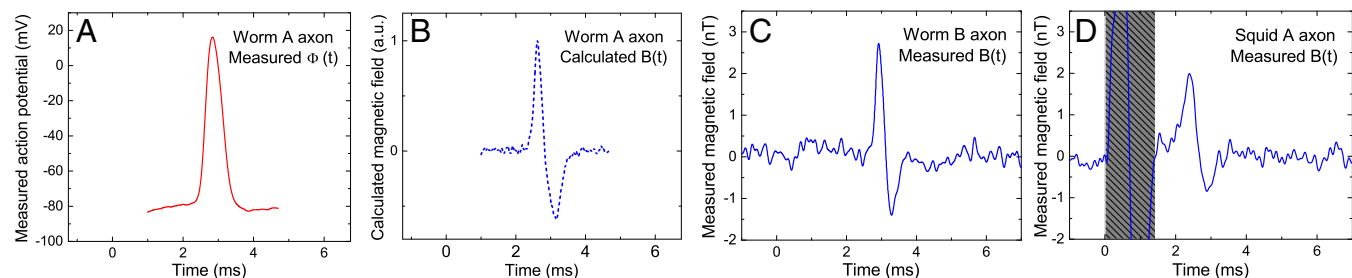 A
Worm A axon
Measured Φ (t)
Measured action potential (mV)
20
0
-20
-40
-60
-80
-100
0
2
4
6
Time (ms)
B
Worm A axon
Calculated B(t)
Calculated magnetic field (a.u.)
1
0
0
2
4
6
Time (ms)
C
Worm B axon
Measured B(t)
Measured magnetic field (nT)
3
2
1
0
-1
-2
0
2
4
6
Time (ms)
D
Squid A axon
Measured B(t)
Measured magnetic field (nT)
3
2
1
0
-1
-2
0
2
4
6
Time (ms)